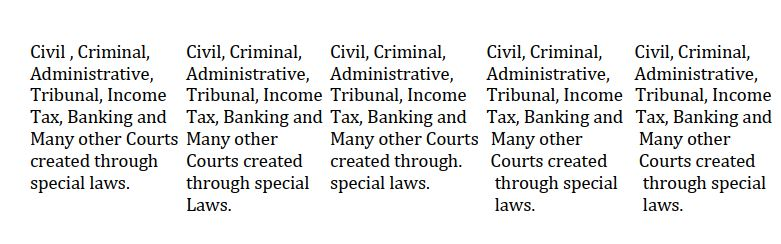 Civil , Criminal,
Administrative,
Tribunal, Income
Tax, Banking and
Many other Courts
created through
special laws.
Civil, Criminal,
Administrative,
Tribunal, Income
Tax, Banking and
Many other
Courts created
through special
Laws.
Civil, Criminal,
Administrative,
Tribunal, Income
Tax, Banking and
Many other Courts
created through.
special laws.
Civil, Criminal,
Administrative,
Tribunal, Income
Tax, Banking and
Many other
Courts created
through special
laws.
Civil, Criminal,
Administrative,
Tribunal, Income
Tax, Banking and
Many other
Courts created
through special
laws.